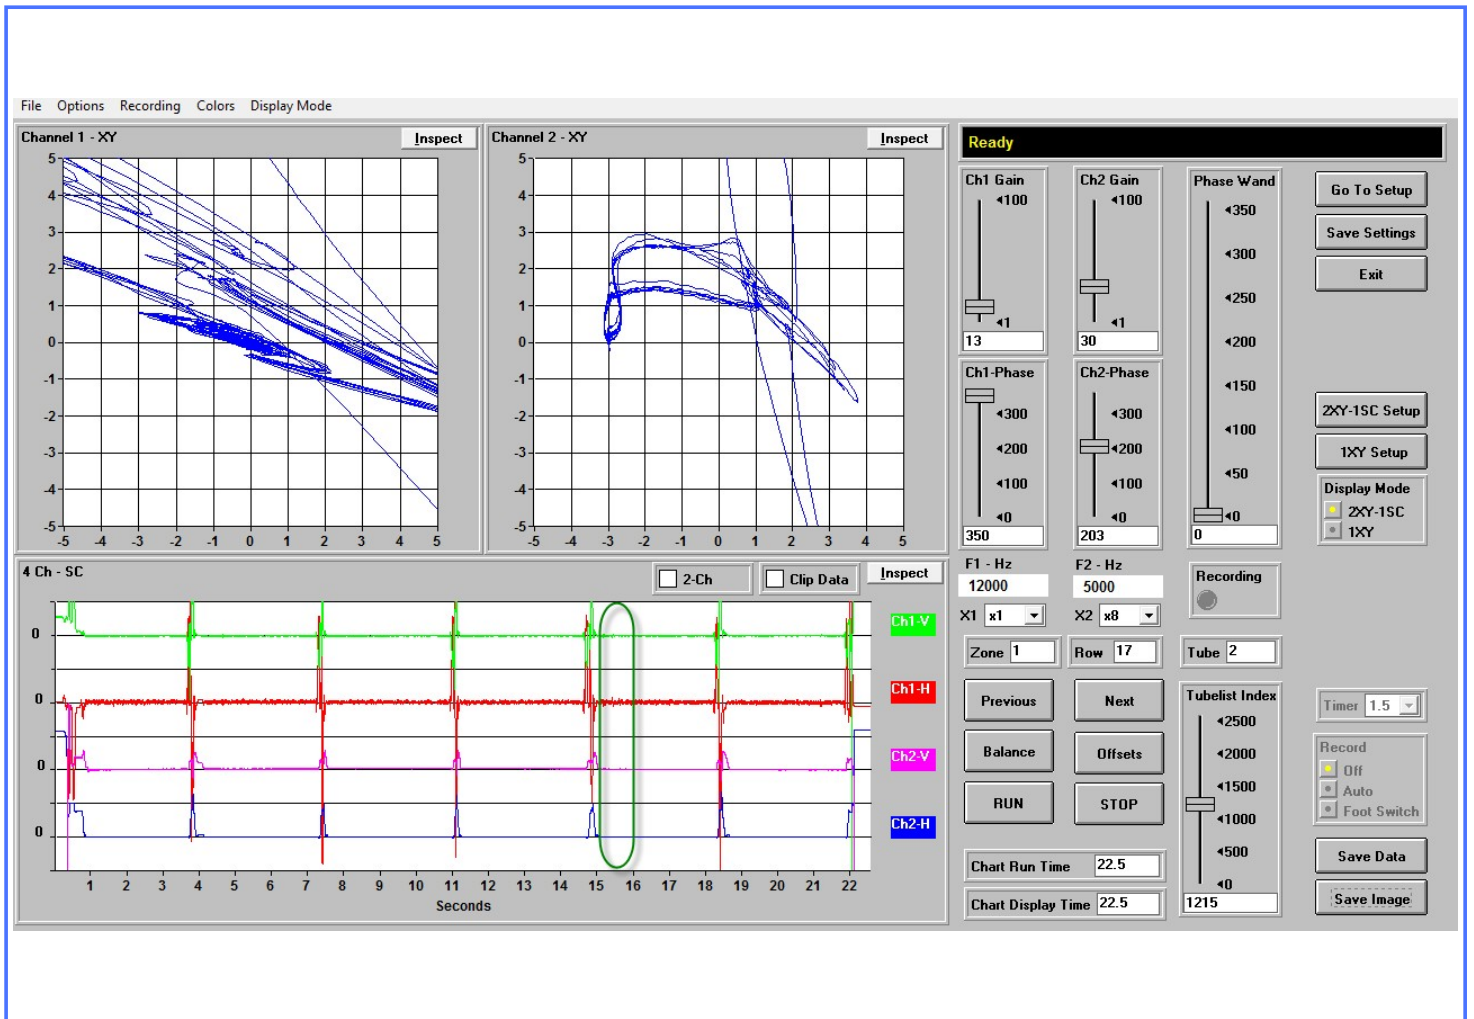 File Options Recording Colors Display Mode
Channel 1 - XY
Inspect
5
4
3
2
1
0
-1
-2
-3
-4
-5
-5 -4 -3 -2 -1 0 1 2 3 4 5
Channel 2 - XY
Inspect
5
4
3
2
1
0
-1
-2
-3
-4
-5
-5 -4 -3 -2 -1 0 1 2 3 4 5
4 Ch - SC
2-Ch
Clip Data
Inspect
0
0
0
0
Ch1-V
Ch1-H
Ch2-V
Ch2-H
1 2 3 4 5 6 7 8 9 10 11 12 13 14 15 16 17 18 19 20 21 22
Seconds
Ready
Ch1 Gain
100
1
13
Ch2 Gain
100
1
30
Phase Wand
350
300
250
200
150
100
50
0
0
Ch1-Phase
300
200
100
0
350
Ch2-Phase
300
200
100
0
203
F1 - Hz
12000
X1 x1
F2 - Hz
5000
X2 x8
Recording
Zone 1
Row 17
Tube 2
Previous
Next
Balance
Offsets
RUN
STOP
Chart Run Time 22.5
Chart Display Time 22.5
Tubelist Index
2500
2000
1500
1000
500
0
1215
Go To Setup
Save Settings
Exit
2XY-1SC Setup
1XY Setup
Display Mode
2XY-1SC
1XY
Timer 1.5
Record
Off
Auto
Foot Switch
Save Data
Save Image